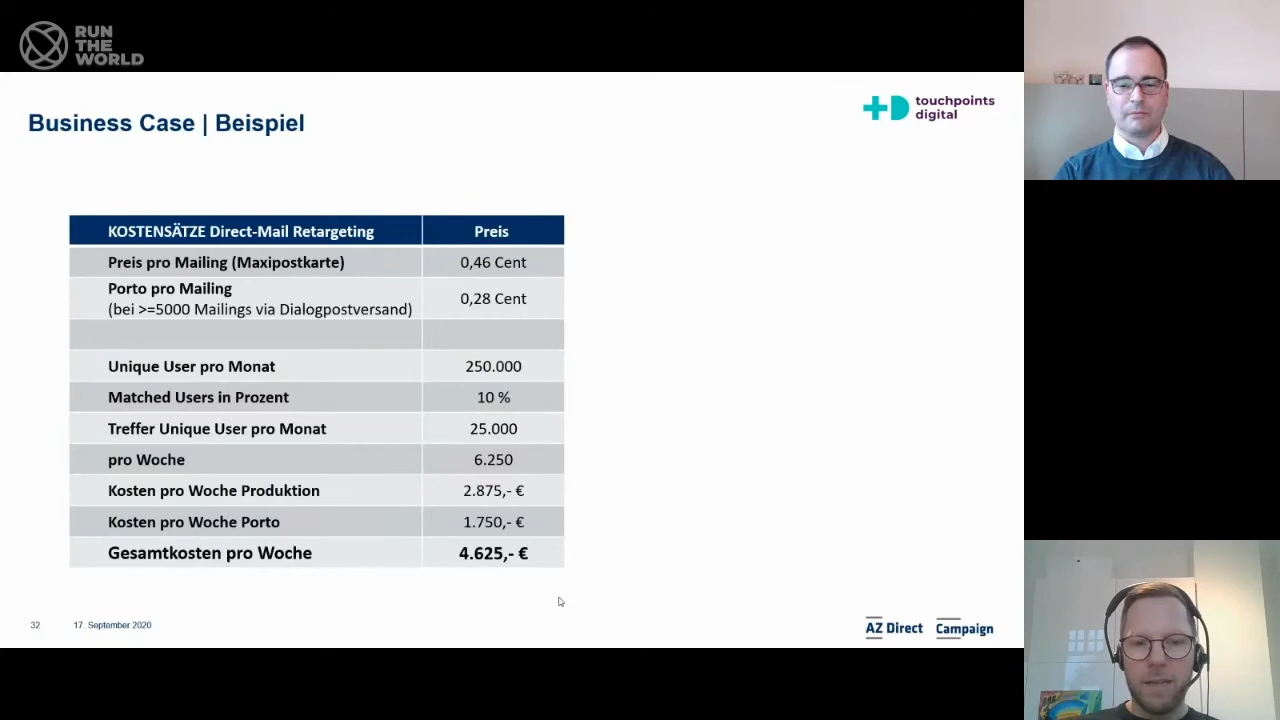 RUN
THE
WORLD
touchpoints
digital
Business Case | Beispiel
KOSTENSÄTZE Direct-Mail Retargeting Preis
Preis pro Mailing (Maxipostkarte) 0,46 Cent
Porto pro Mailing
(bei >=5000 Mailings via Dialogpostversand) 0,28 Cent
Unique User pro Monat 250.000
Matched Users in Prozent 10 %
Treffer Unique User pro Monat 25.000
pro Woche 6.250
Kosten pro Woche Produktion 2.875,- €
Kosten pro Woche Porto 1.750,- €
Gesamtkosten pro Woche 4.625,- €
32 17. September 2020
AZ Direct Campaign